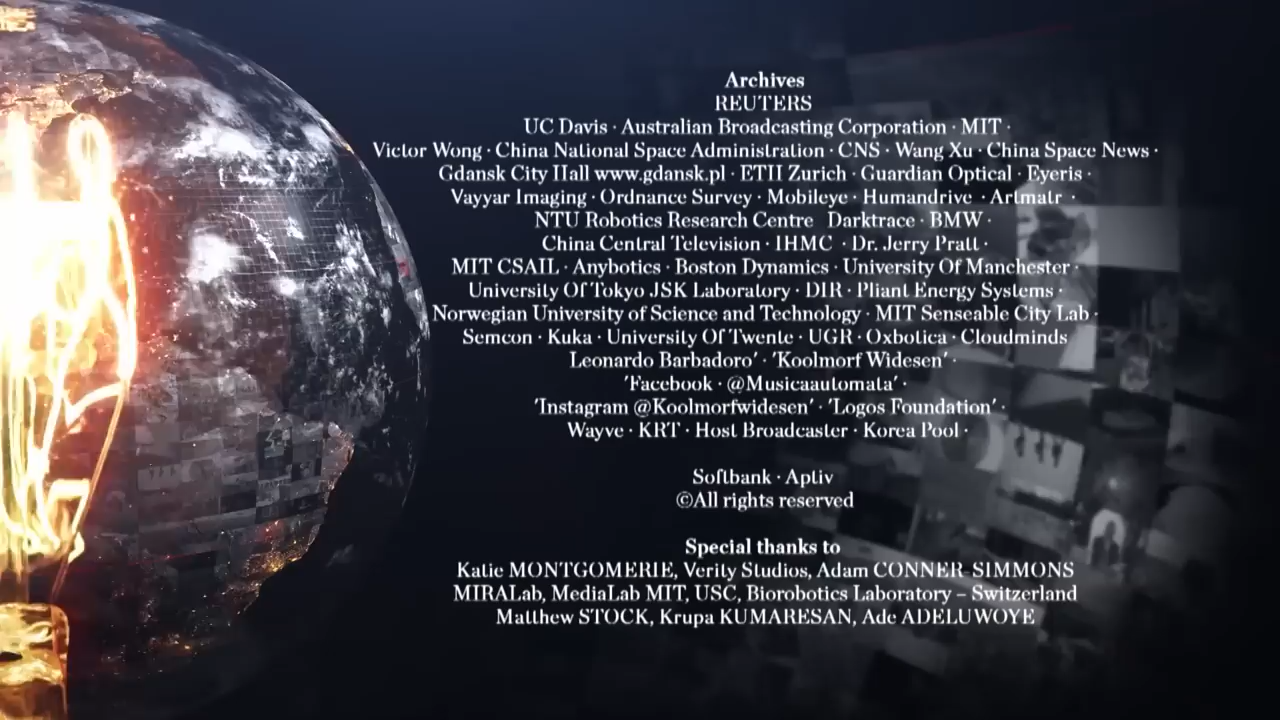 Archives
REUTERS
UC Davis · Australian Broadcasting Corporation · MIT ·
Victor Wong · China National Space Administration · CNS · Wang Xu · China Space News ·
Gdansk City Hall www.gdansk.pl · ETH Zurich · Guardian Optical · Eyeris ·
Vayyar Imaging · Ordnance Survey · Mobileye · Humandrive · Artmatr ·
NTU Robotics Research Centre Darktrace · BMW ·
China Central Television · IHMC · Dr. Jerry Pratt ·
MIT CSAIL · Anybotics · Boston Dynamics · University Of Manchester ·
University Of Tokyo JSK Laboratory · DIR · Pliant Energy Systems ·
Norwegian University of Science and Technology · MIT Senseable City Lab ·
Semcon · Kuka · University Of Twente · UGR · Oxbotica · Cloudminds
Leonardo Barbadoro' · 'Koolmorf Widesen' ·
'Facebook · @Musicaautomata' ·
'Instagram @Koolmorfwidesen' · 'Logos Foundation' ·
Wayve · KRT · Host Broadcaster · Korea Pool ·
Softbank · Aptiv
©All rights reserved
Special thanks to
Katie MONTGOMERIE, Verity Studios, Adam CONNER-SIMMONS
MIRALab, MediaLab MIT, USC, Biorobotics Laboratory – Switzerland
Matthew STOCK, Krupa KUMARESAN, Ade ADELUWOYE